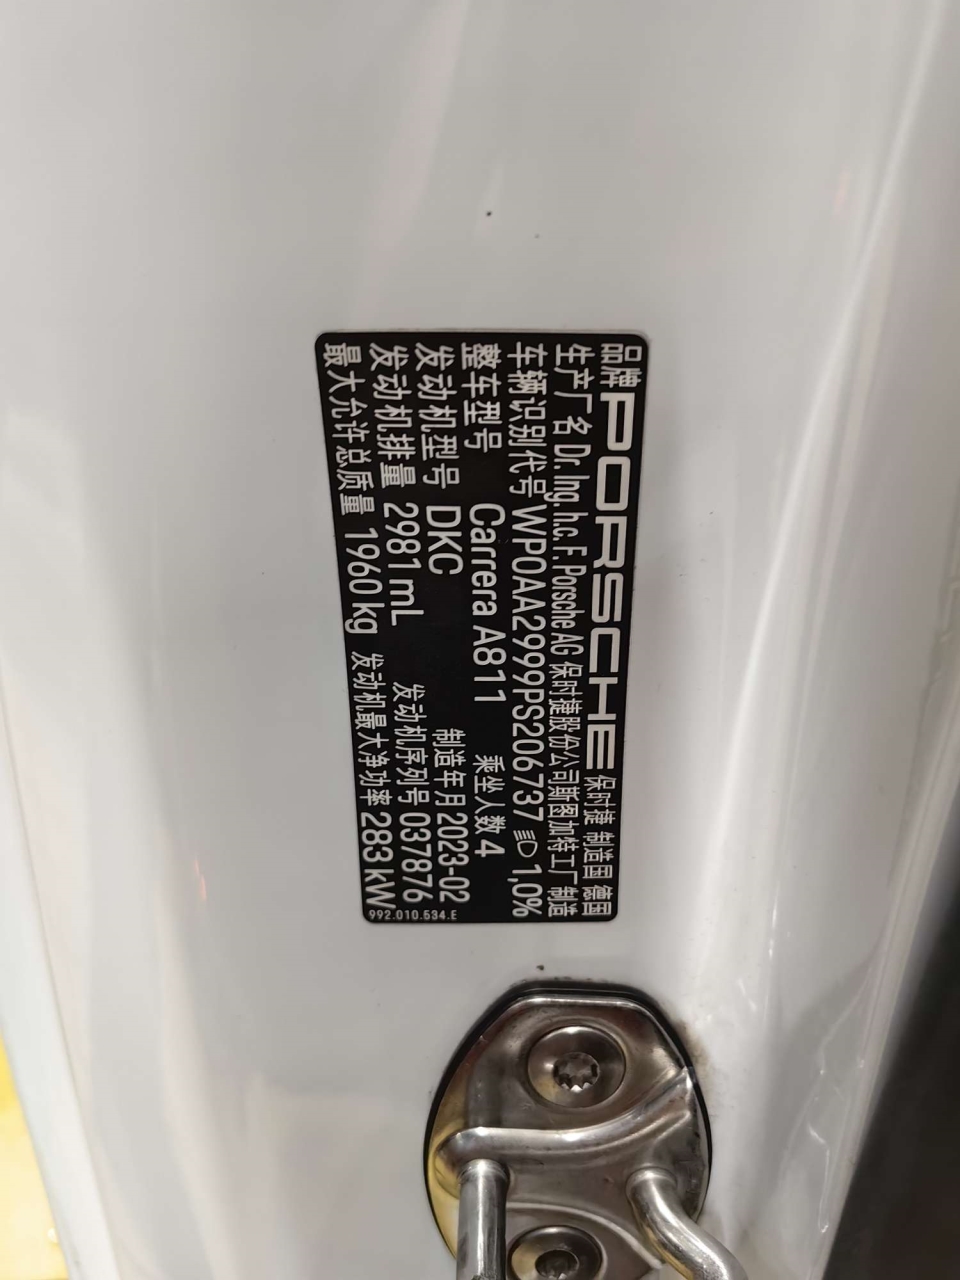 品牌 PORSCHE 保时捷 制造国 德国
生产厂名 Dr. Ing. h.c. F. Porsche AG 保时捷股份公司斯图加特工厂制造
车辆识别代号 WP0AA2999PS206737 1,0%
整车型号 Carrera A811 乘坐人数 4
发动机型号 DKC 制造年月 2023-02
发动机排量 2981 mL 发动机序列号 037876
最大允许总质量 1960 kg 发动机最大净功率 283 kW
992.010.534.E